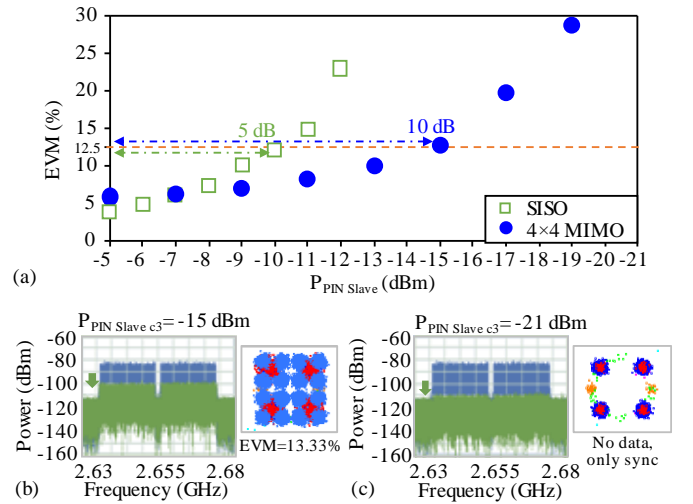 30
25
20
15
12.5
10
5
0
EVM (%)
5 dB
10 dB
SISO
4×4 MIMO
-5 -6 -7 -8 -9 -10 -11 -12 -13 -14 -15 -16 -17 -18 -19 -20 -21
(a)
P_PIN Slave (dBm)
P_PIN Slave c3= -15 dBm
-60
-80
-100
-120
-140
-160
Power (dBm)
2.63 2.655 2.68
Frequency (GHz)
EVM=13.33%
(b)
P_PIN Slave c3= -21 dBm
-60
-80
-100
-120
-140
-160
Power (dBm)
2.63 2.655 2.68
Frequency (GHz)
No data,
only sync
(c)